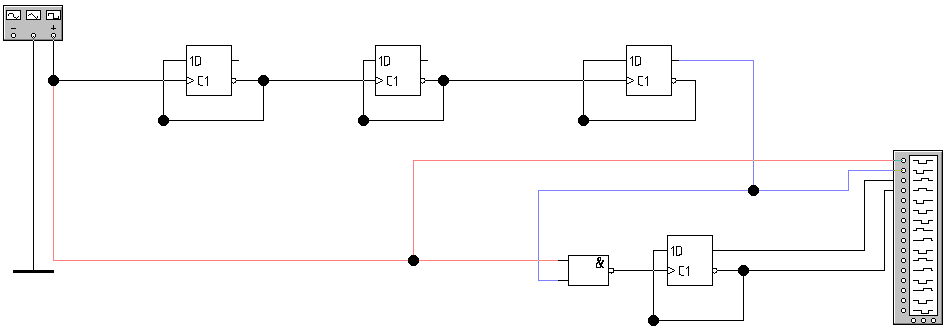 − +
1D 1D 1D
C1 C1 C1
& 1D
C1